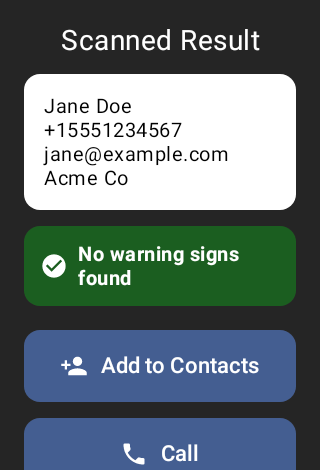 Scanned Result
Jane Doe
+15551234567
jane@example.com
Acme Co
No warning signs
found
Add to Contacts
Call